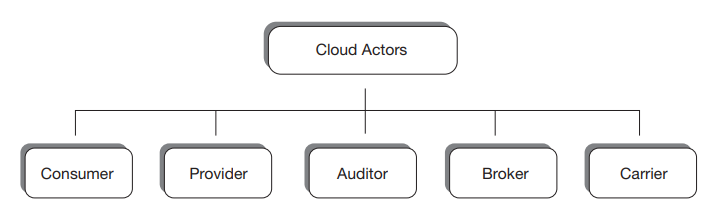 Cloud Actors
Consumer
Provider
Auditor
Broker
Carrier